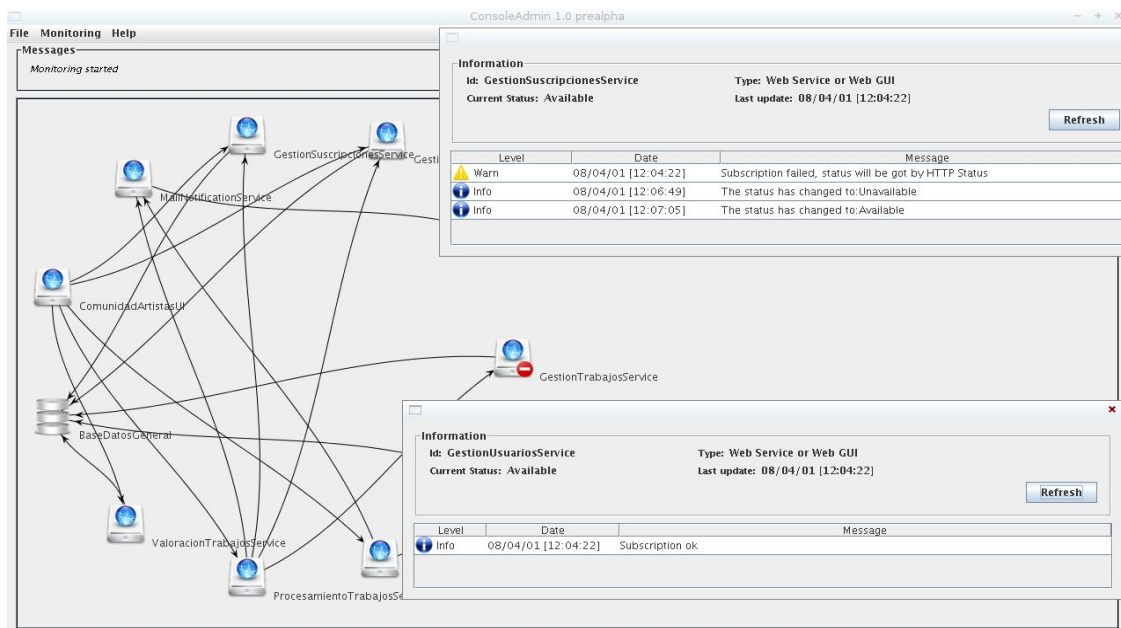 ConsoleAdmin 1.0 prealpha
File Monitoring Help
Messages
Monitoring started
Information
Id: GestionSuscripcionesService Type: Web Service or Web GUI
Current Status: Available Last update: 08/04/01 [12:04:22]
Refresh
Level Date Message
Warn 08/04/01 [12:04:22] Subscription failed, status will be got by HTTP Status
Info 08/04/01 [12:06:49] The status has changed to:Unavailable
Info 08/04/01 [12:07:05] The status has changed to:Available
GestionSuscripcionesService
Gesti
MailNotificationService
ComunidadArtistasUI
GestionTrabajosService
BaseDatosGeneral
Information
Id: GestionUsuariosService Type: Web Service or Web GUI
Current Status: Available Last update: 08/04/01 [12:04:22]
Refresh
Level Date Message
Info 08/04/01 [12:04:22] Subscription ok
ValoracionTrabajosService
ProcesamientoTrabajosSe